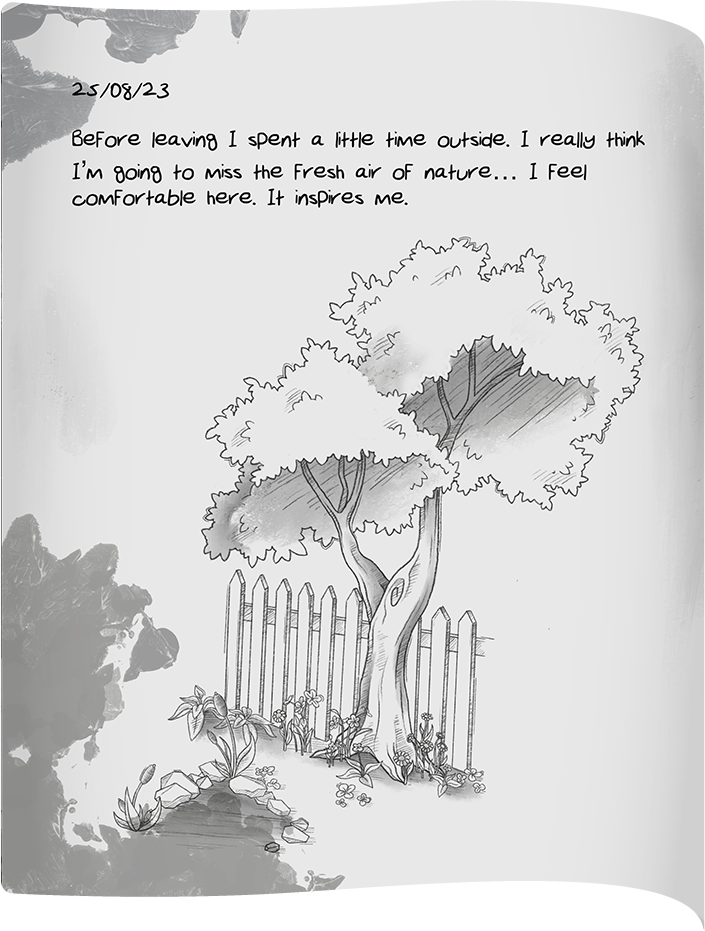 25/08/23
Before leaving I spent a little time outside. I really think
I'm going to miss the fresh air of nature... I feel
comfortable here. It inspires me.